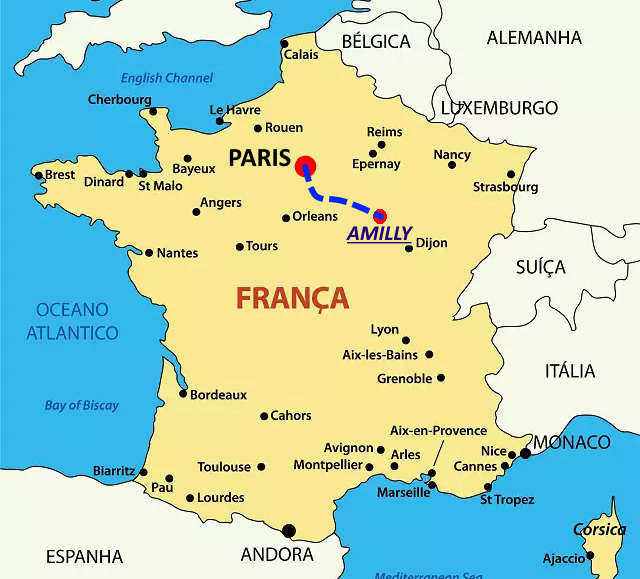 ALEMANHA
BÉLGICA
Calais
English Channel
Cherbourg
LUXEMBURGO
Le Havre
Rouen
Reims
PARIS
Epernay
Nancy
Bayeux
Brest
Dinard
St Malo
Strasbourg
Angers
Orleans
AMILLY
Dijon
Nantes
Tours
SUÍÇA
FRANÇA
OCEANO
ATLANTICO
Lyon
Aix-les-Bains
Grenoble
ITÁLIA
Bordeaux
Bay of Biscay
Cahors
Aix-en-Provence
MONACO
Avignon
Arles
Nice
Biarritz
Toulouse
Montpellier
Cannes
Pau
Lourdes
Marseille
St Tropez
Corsica
ESPANHA
ANDORA
Ajaccio
Mediterranean Sea